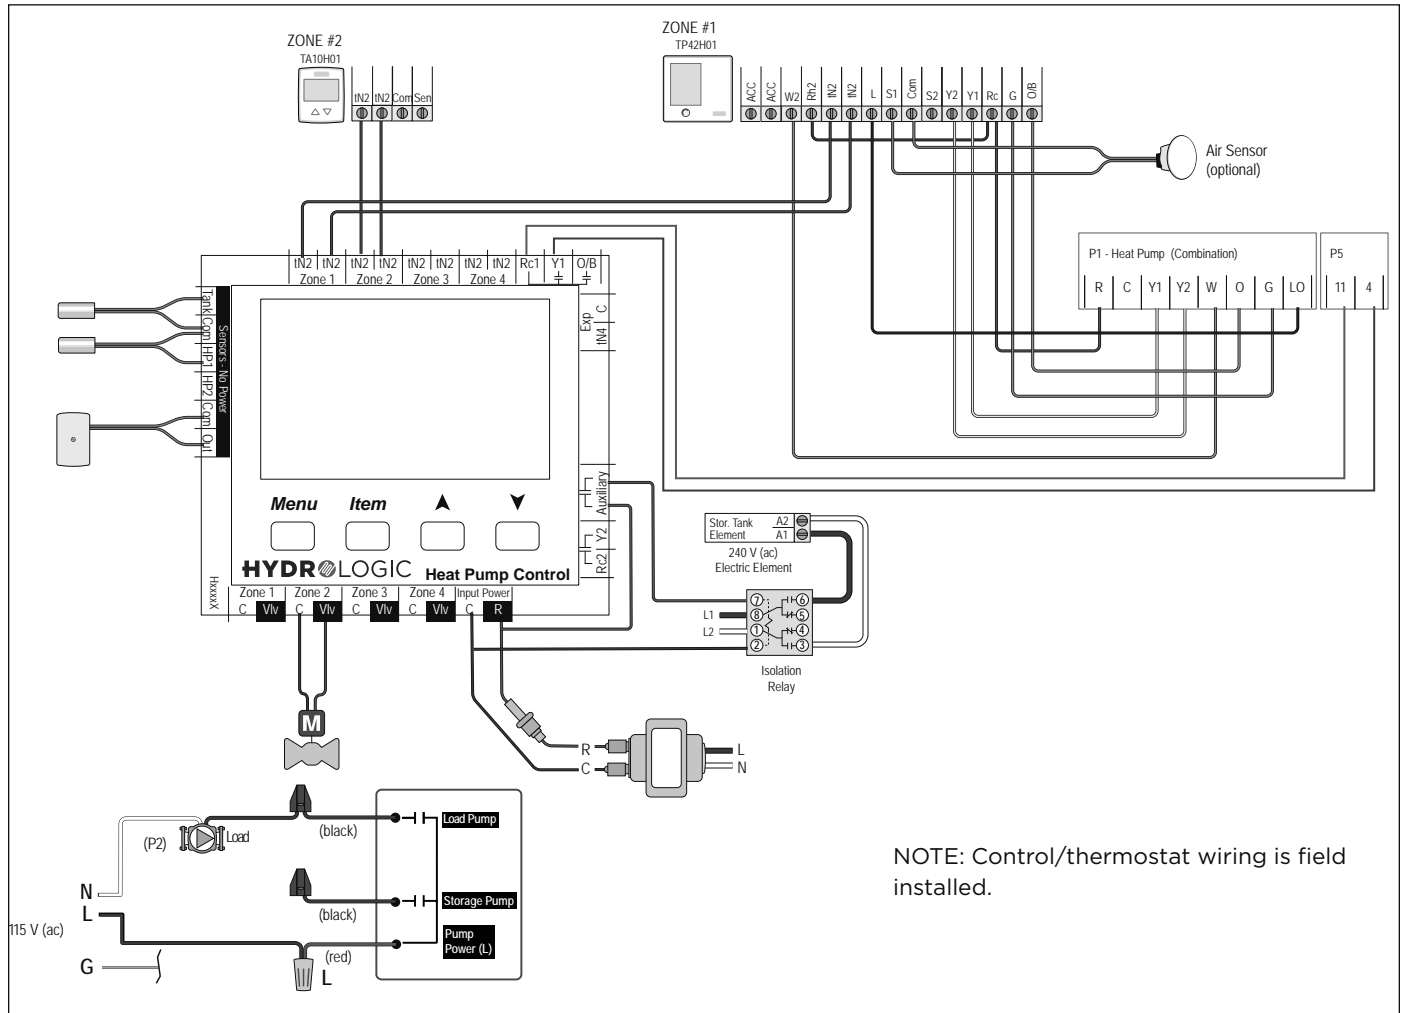 ZONE #2
TA10H01
tN2 tN2 Com Sen
ZONE #1
TP42H01
ACC ACC W2 Rh2 tN2 tN2 L S1 Com S2 Y2 Y1 Rc G O/B
Air Sensor
(optional)
P1 - Heat Pump (Combination)
R C Y1 Y2 W O G LO
P5
11 4
tN2 tN2 tN2 tN2 tN2 tN2 tN2 tN2 Rc1 Y1 O/B
Zone 1 Zone 2 Zone 3 Zone 4
Tank Com HP1 HP2 Com Out
Sensors - No Power
Exp
C
tN4
Auxiliary
Y2
Rc2
Menu Item
HYDROLOGIC Heat Pump Control
HxxxxX
Zone 1 Zone 2 Zone 3 Zone 4 Input Power
C Vlv C Vlv C Vlv C Vlv C R
Stor. Tank
Element
A2
A1
240 V (ac)
Electric Element
L1
L2
7 6
8 5
1 4
2 3
Isolation
Relay
M
R
C
L
N
(P2)
Load
(black)
Load Pump
(black)
Storage Pump
(red)
Pump
Power (L)
N
L
115 V (ac)
G
L
NOTE: Control/thermostat wiring is field
installed.